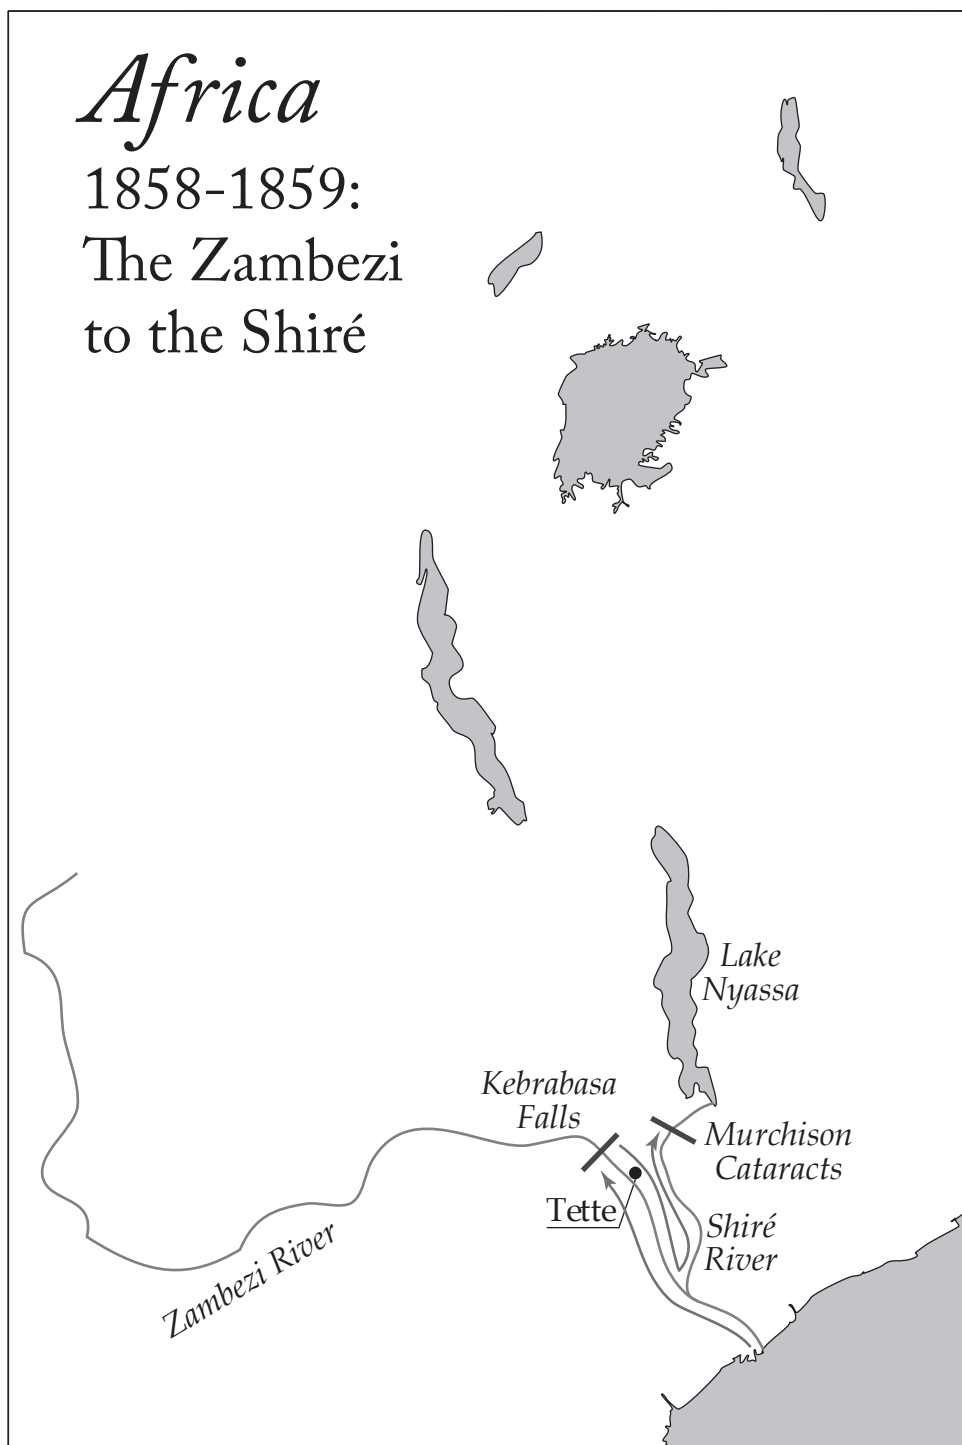 Africa
1858-1859:
The Zambezi
to the Shiré
Lake
Nyassa
Kebrabasa
Falls
Murchison
Cataracts
Tette
Shiré
River
Zambezi River